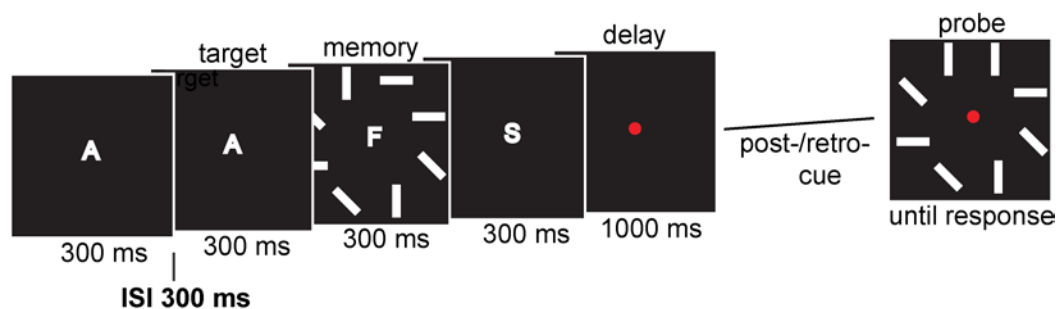 target
rget
memory
delay
probe
A
A
F
S
post-/retro-
cue
300 ms
300 ms
300 ms
300 ms
1000 ms
until response
ISI 300 ms